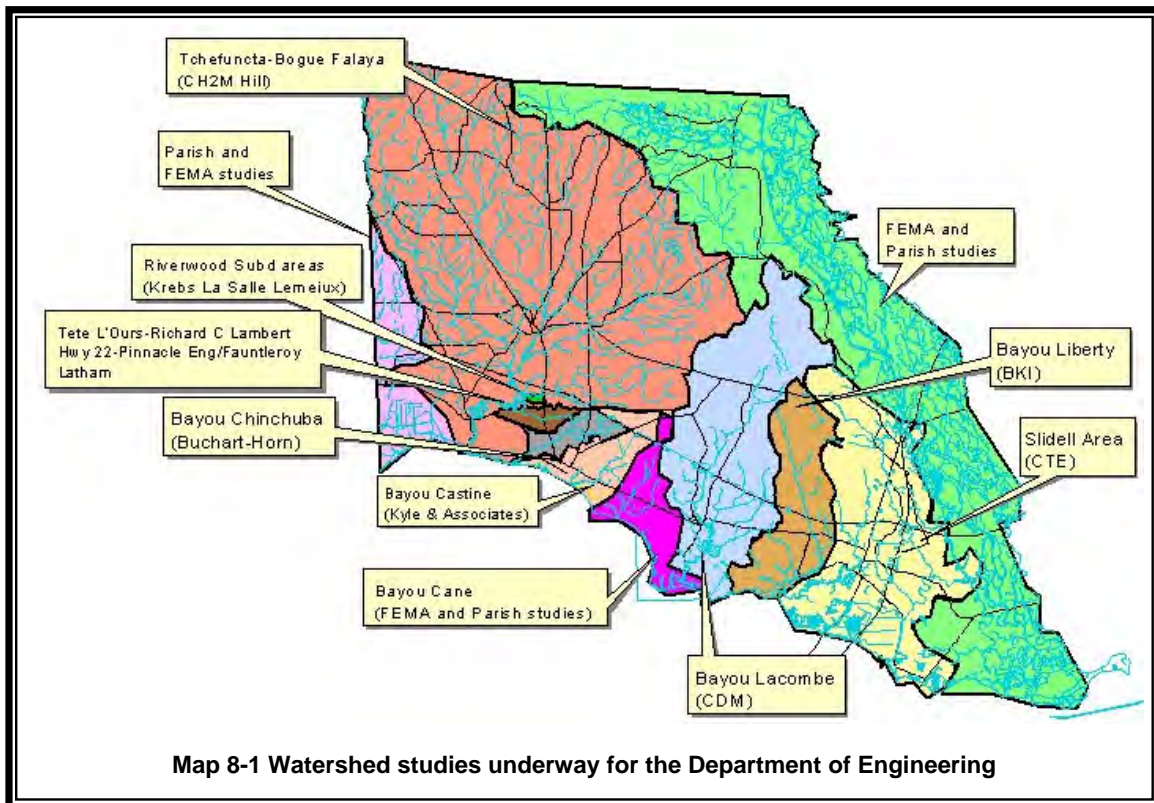 Tchefuncta-Bogue Falaya
(CH2M Hill)
Parish and
FEMA studies
Riverwood Subd areas
(Krebs La Salle Lemeiux)
Tete L'Ours-Richard C Lambert
Hwy 22-Pinnacle Eng/Fauntleroy
Latham
Bayou Chinchuba
(Buchart-Horn)
Bayou Castine
(Kyle & Associates)
Bayou Cane
(FEMA and Parish studies)
Bayou Lacombe
(CDM)
FEMA and
Parish studies
Bayou Liberty
(BKI)
Slidell Area
(CTE)
Map 8-1 Watershed studies underway for the Department of Engineering